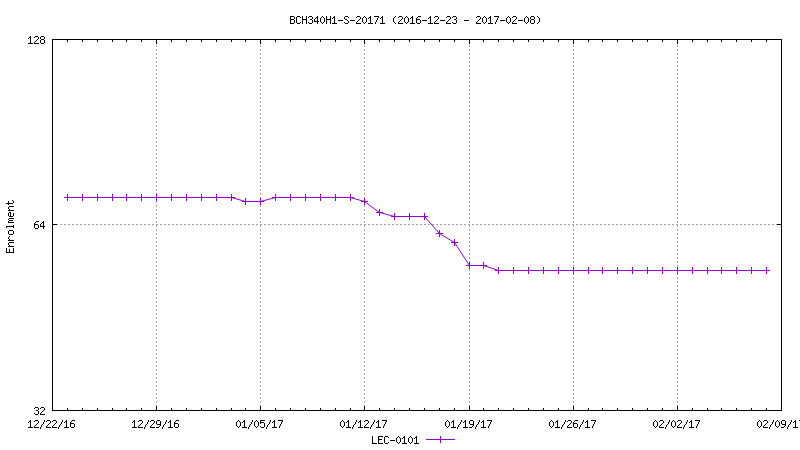 BCH340H1-S-20171 (2016-12-23 - 2017-02-08)
128
64
32
Enrolment
12/22/16 12/29/16 01/05/17 01/12/17 01/19/17 01/26/17 02/02/17 02/09/1
LEC-0101